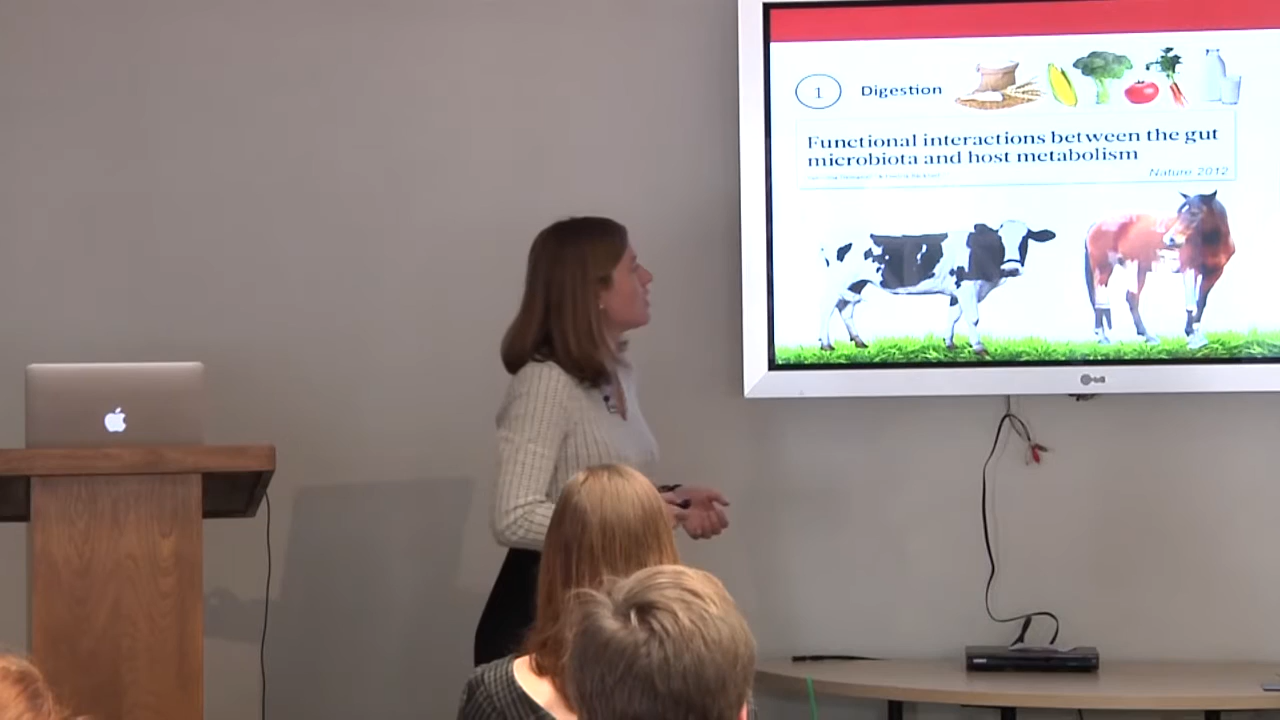 1 Digestion
Functional interactions between the gut
microbiota and host metabolism
Nature 2012
LG